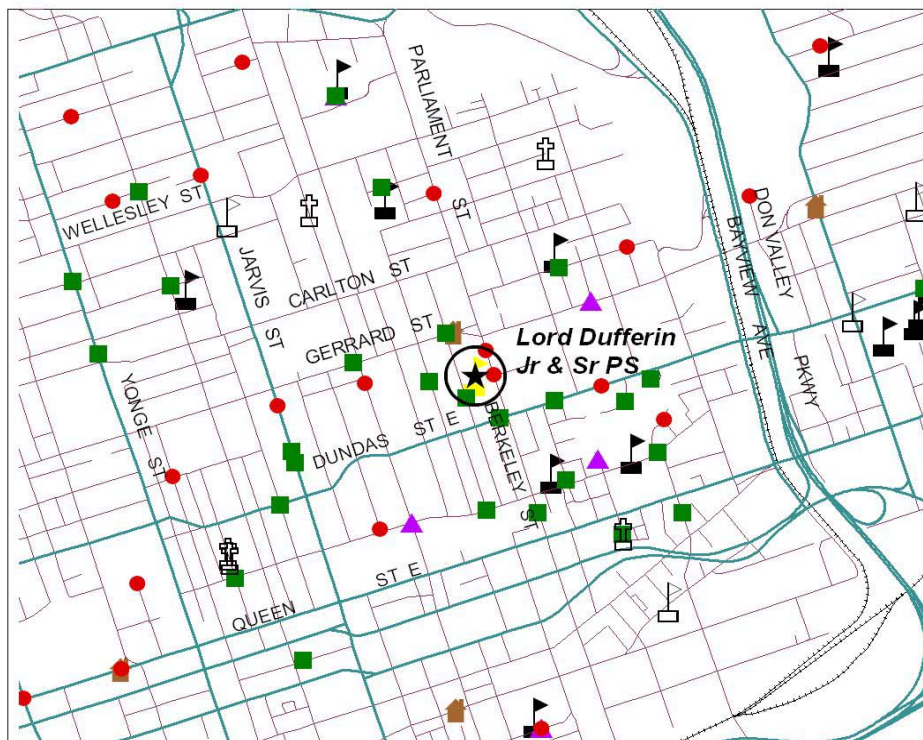 PARLIAMENT ST
WELLESLEY ST
JARVIS ST
CARLTON ST
GERRARD ST
Lord Dufferin
Jr & Sr PS
DON VALLEY PKWY
BAYVIEW AVE
YONGE ST
DUNDAS ST E
BERKELEY ST
QUEEN ST E